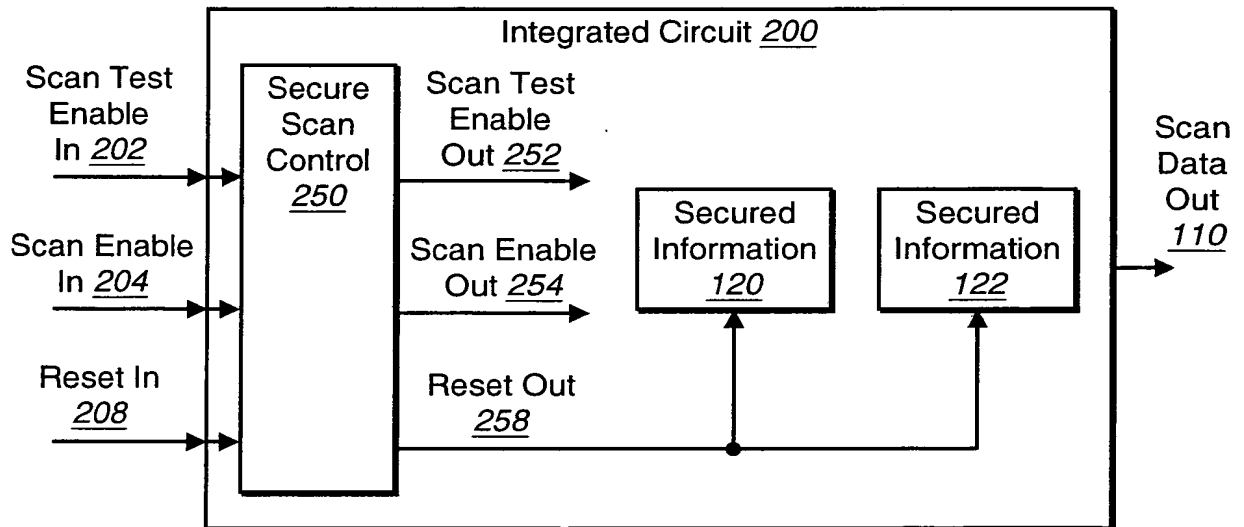 Integrated Circuit 200
Scan Test
Enable
In 202
Scan Enable
In 204
Reset In
208
Secure
Scan
Control
250
Scan Test
Enable
Out 252
Scan Enable
Out 254
Reset Out
258
Secured
Information
120
Secured
Information
122
Scan
Data
Out
110